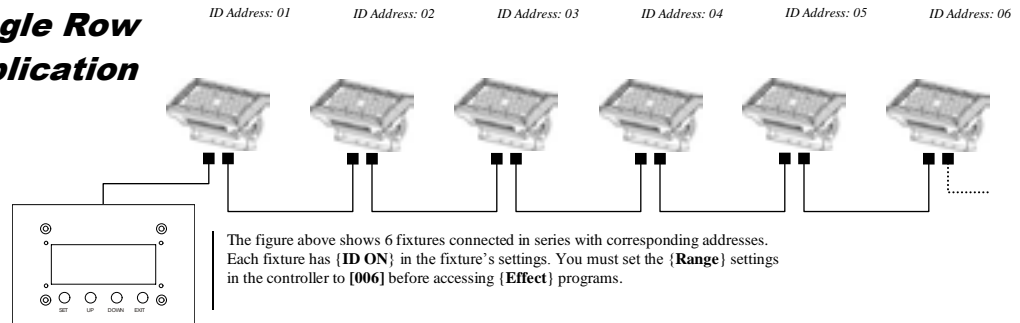 gle Row
plication
ID Address: 01 ID Address: 02 ID Address: 03 ID Address: 04 ID Address: 05 ID Address: 06
The figure above shows 6 fixtures connected in series with corresponding addresses.
Each fixture has {ID ON} in the fixture's settings. You must set the {Range} settings
in the controller to [006] before accessing {Effect} programs.
SET UP DOWN EXIT